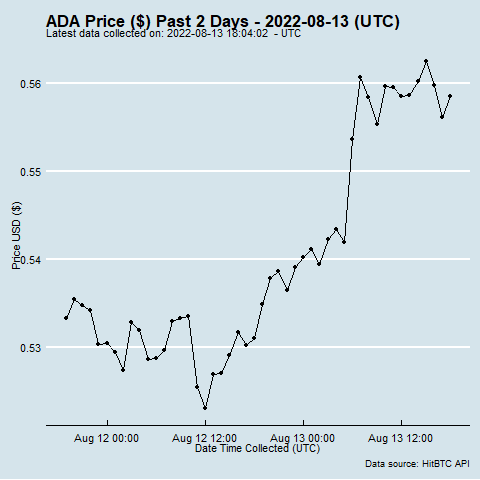 ADA Price ($) Past 2 Days - 2022-08-13 (UTC)
Latest data collected on: 2022-08-13 18:04:02  - UTC
0.56
0.55
0.54
0.53
Price USD ($)
Aug 12 00:00 Aug 12 12:00 Aug 13 00:00 Aug 13 12:00
Date Time Collected (UTC)
Data source: HitBTC API